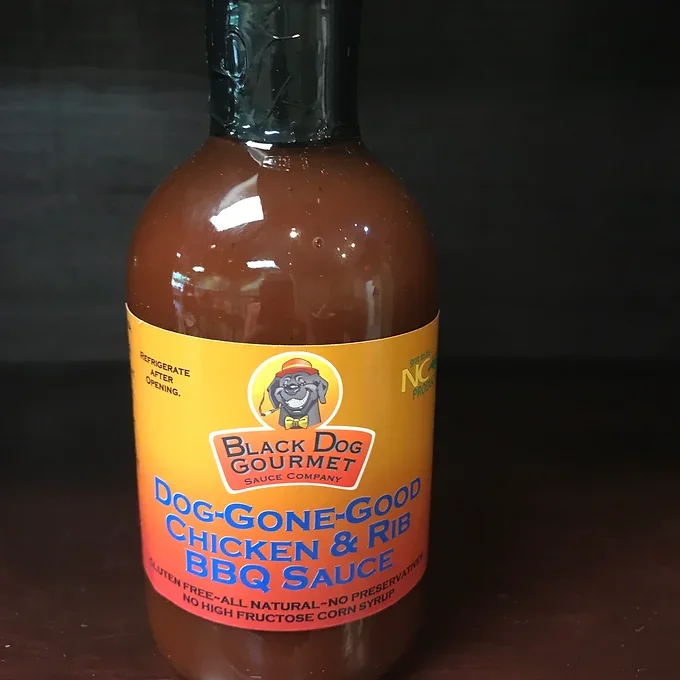 REFRIGERATE
AFTER
OPENING.
NC
BLACK DOG
GOURMET
SAUCE COMPANY
DOG-GONE-GOOD
CHICKEN & RIB
BBQ SAUCE
GLUTEN FREE~ALL NATURAL~NO PRESERVATIVES
NO HIGH FRUCTOSE CORN SYRUP